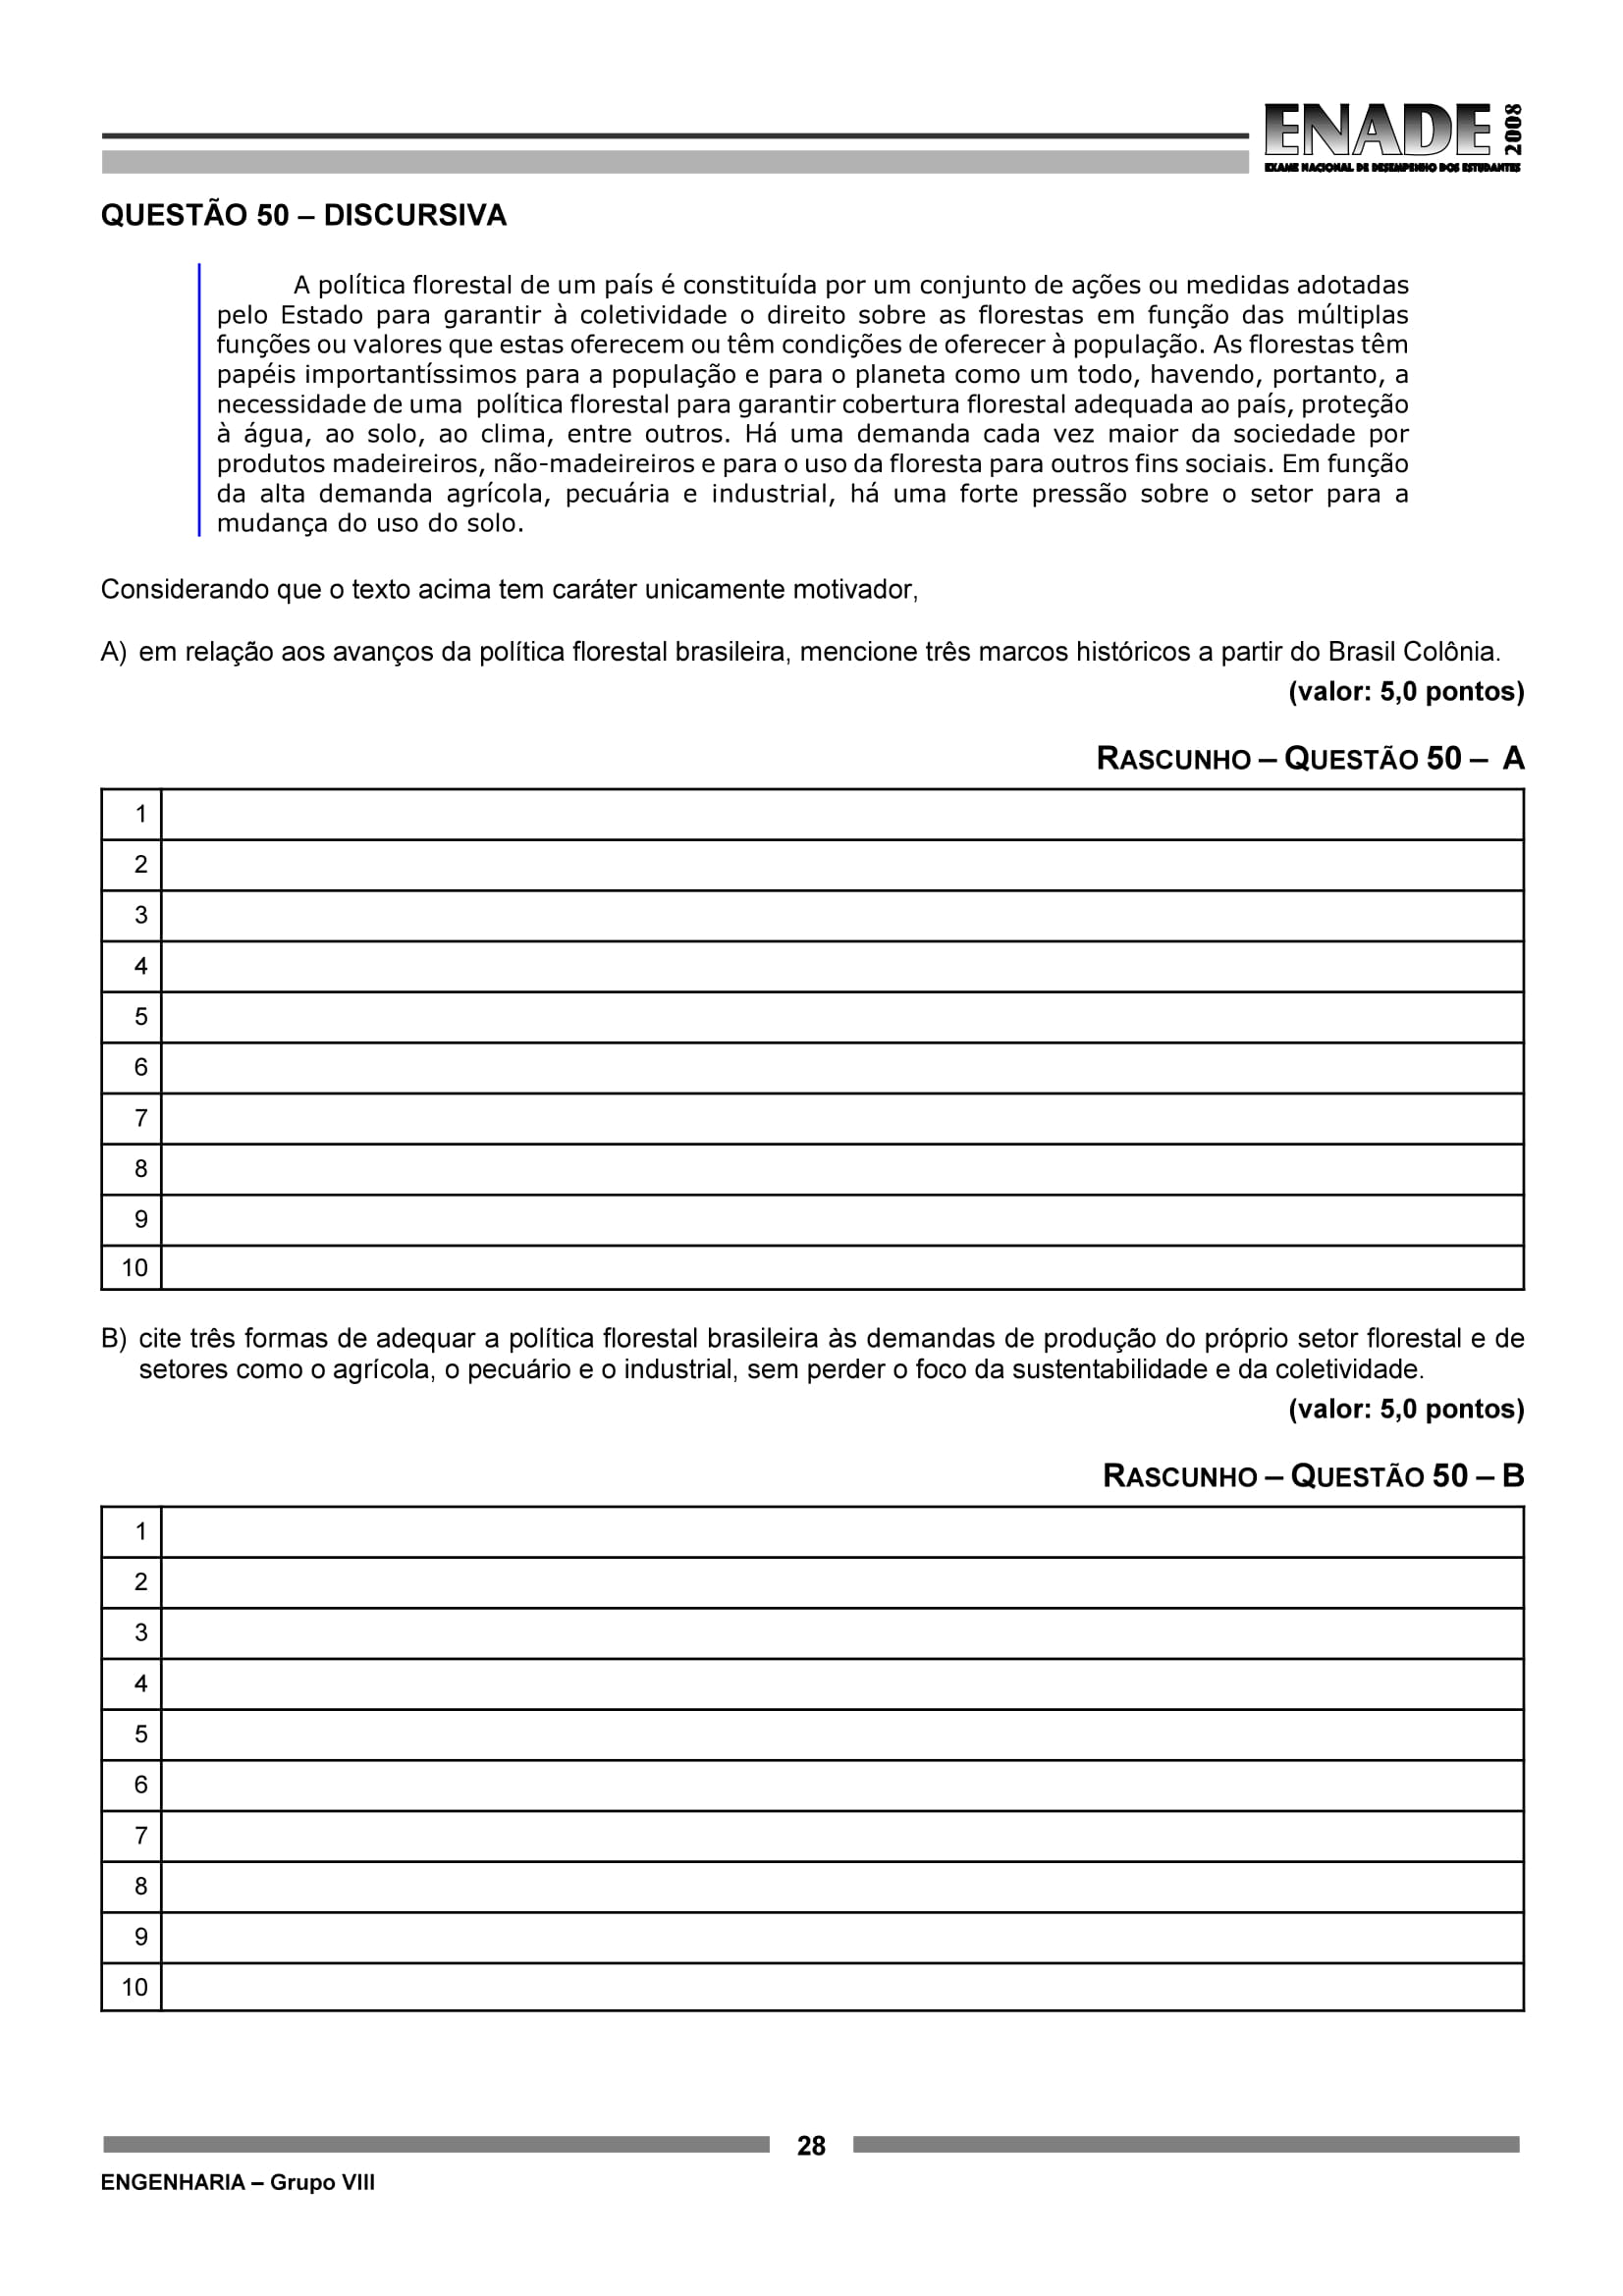 ENADE 2008
EXAME NACIONAL DE DESEMPENHO DOS ESTUDANTES
QUESTÃO 50 – DISCURSIVA
A política florestal de um país é constituída por um conjunto de ações ou medidas adotadas
pelo Estado para garantir à coletividade o direito sobre as florestas em função das múltiplas
funções ou valores que estas oferecem ou têm condições de oferecer à população. As florestas têm
papéis importantíssimos para a população e para o planeta como um todo, havendo, portanto, a
necessidade de uma política florestal para garantir cobertura florestal adequada ao país, proteção
à água, ao solo, ao clima, entre outros. Há uma demanda cada vez maior da sociedade por
produtos madeireiros, não-madeireiros e para o uso da floresta para outros fins sociais. Em função
da alta demanda agrícola, pecuária e industrial, há uma forte pressão sobre o setor para a
mudança do uso do solo.
Considerando que o texto acima tem caráter unicamente motivador,
A) em relação aos avanços da política florestal brasileira, mencione três marcos históricos a partir do Brasil Colônia.
(valor: 5,0 pontos)
RASCUNHO – QUESTÃO 50 – A
1
2
3
4
5
6
7
8
9
10
B) cite três formas de adequar a política florestal brasileira às demandas de produção do próprio setor florestal e de
setores como o agrícola, o pecuário e o industrial, sem perder o foco da sustentabilidade e da coletividade.
(valor: 5,0 pontos)
RASCUNHO – QUESTÃO 50 – B
1
2
3
4
5
6
7
8
9
10
28
ENGENHARIA – Grupo VIII